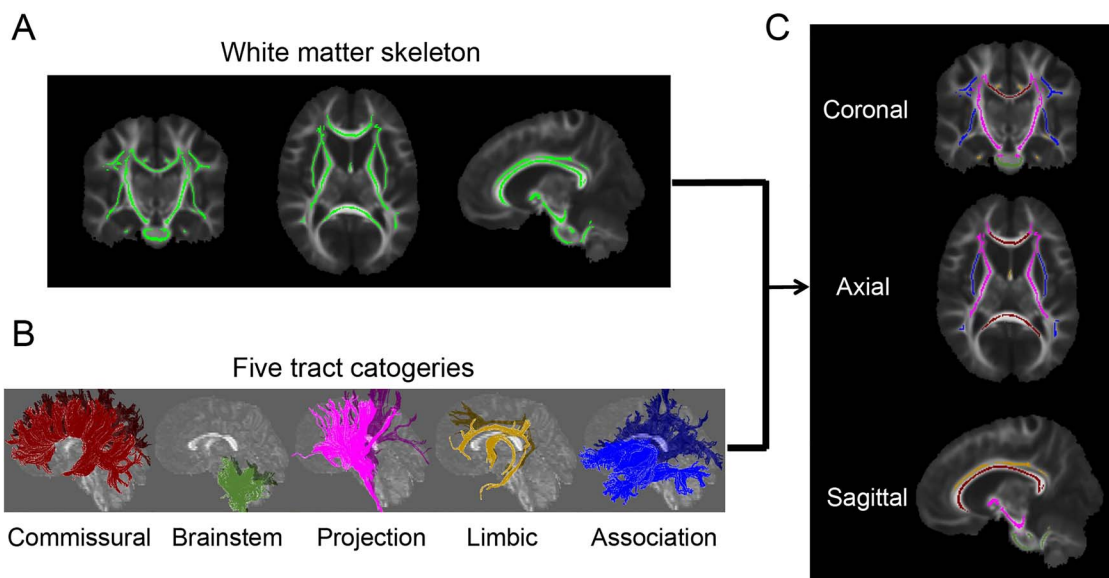 A
White matter skeleton
B
Five tract catogeries
Commissural Brainstem Projection Limbic Association
C
Coronal
Axial
Sagittal